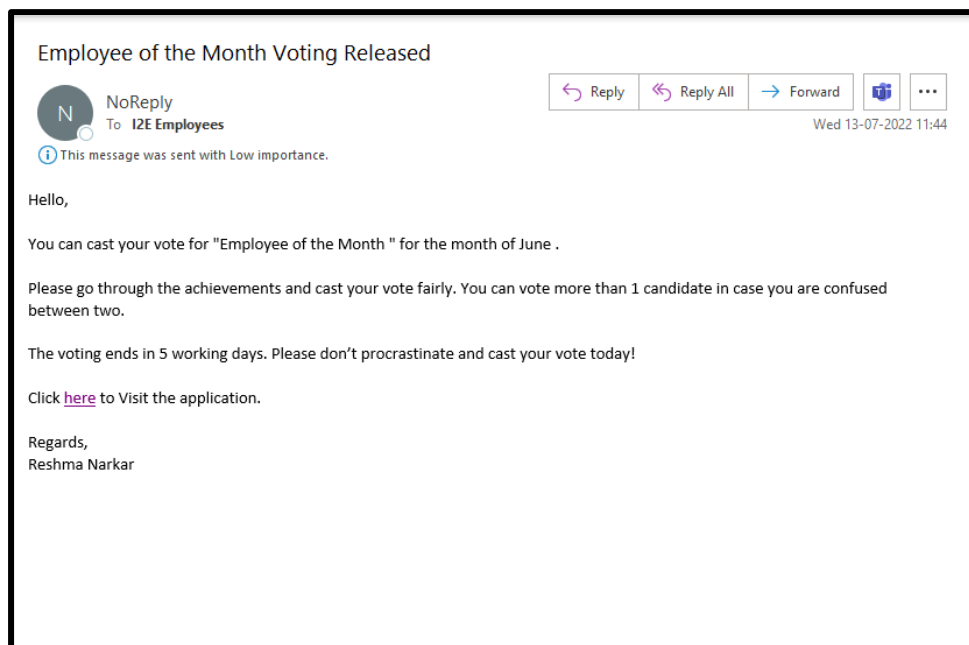 Employee of the Month Voting Released
N
NoReply
To I2E Employees
Reply
Reply All
Forward
Wed 13-07-2022 11:44
This message was sent with Low importance.
Hello,
You can cast your vote for "Employee of the Month " for the month of June .
Please go through the achievements and cast your vote fairly. You can vote more than 1 candidate in case you are confused
between two.
The voting ends in 5 working days. Please don’t procrastinate and cast your vote today!
Click here to Visit the application.
Regards,
Reshma Narkar